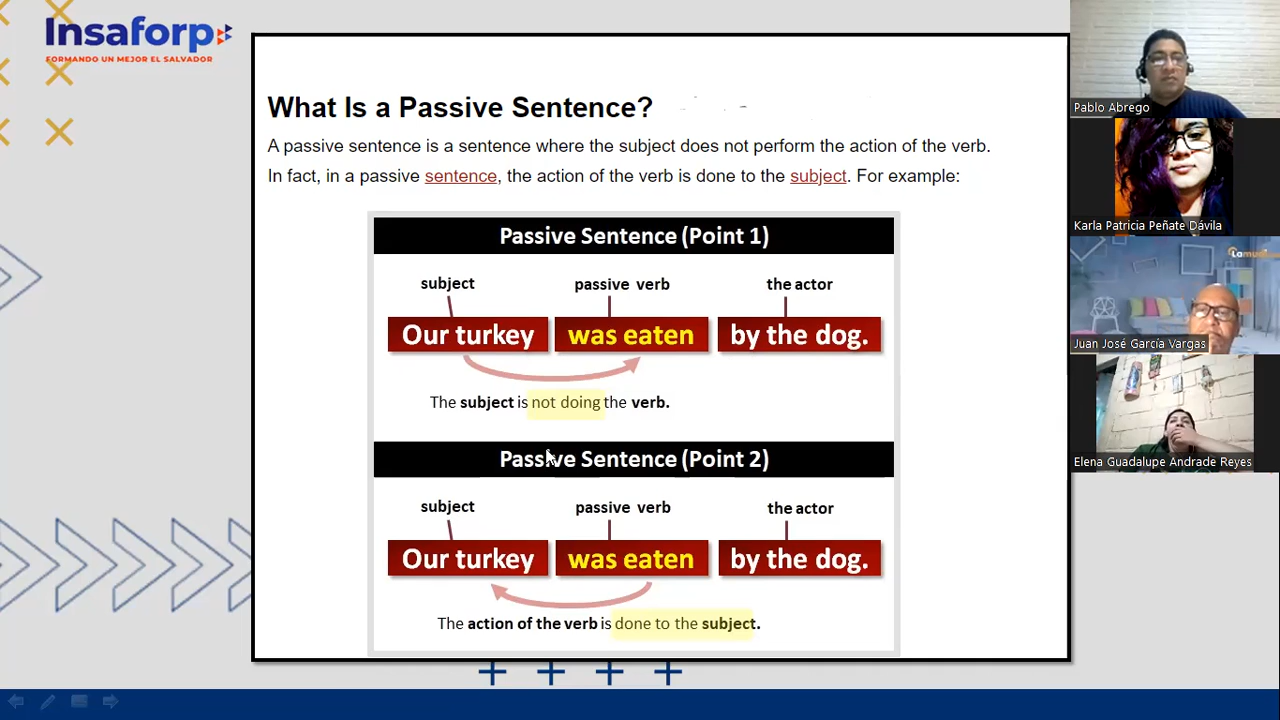 Insaforp
FORMANDO UN MEJOR EL SALVADOR
What Is a Passive Sentence?
A passive sentence is a sentence where the subject does not perform the action of the verb.
In fact, in a passive sentence, the action of the verb is done to the subject. For example:
Passive Sentence (Point 1)
subject passive verb the actor
Our turkey was eaten by the dog.
The subject is not doing the verb.
Passive Sentence (Point 2)
subject passive verb the actor
Our turkey was eaten by the dog.
The action of the verb is done to the subject.
Pablo Abrego
Karla Patricia Peñate Dávila
Juan José García Vargas
Elena Guadalupe Andrade Reyes